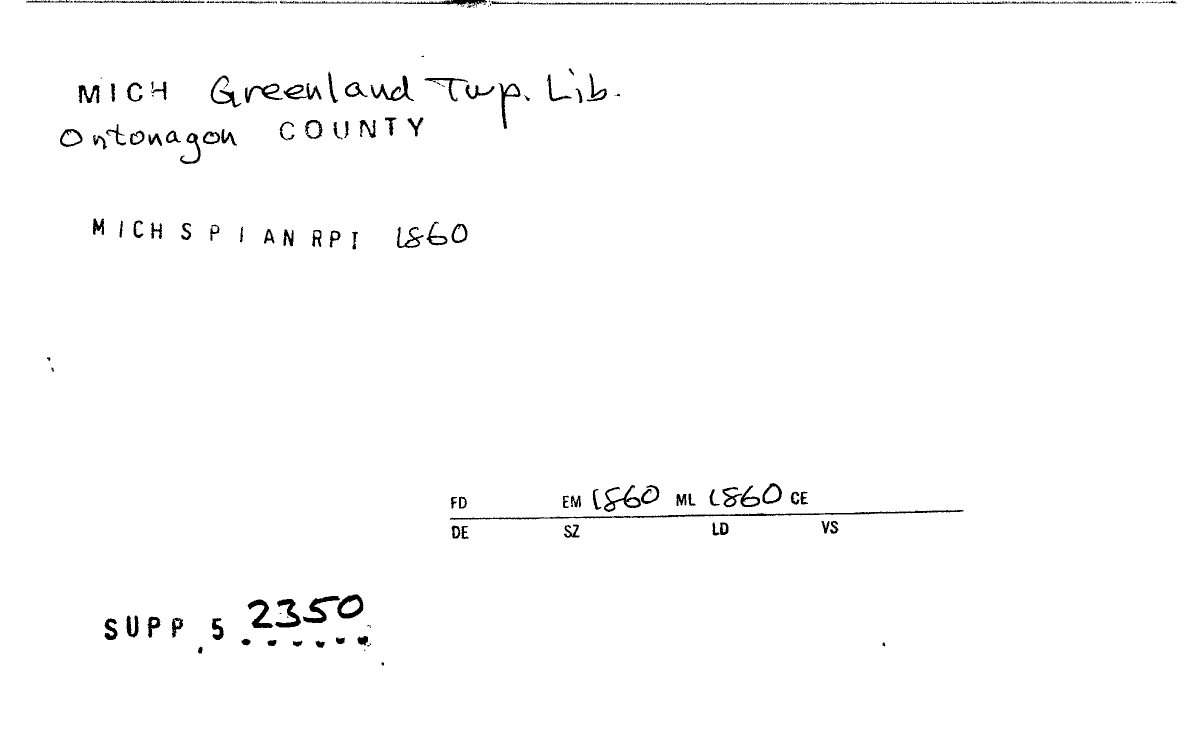 MICH Greenland Twp. Lib.
Ontonagon COUNTY
MICH S P I AN RPT 1860
FD EM 1860 ML 1860 CE
DE SZ LD VS
SUPP 5 2350